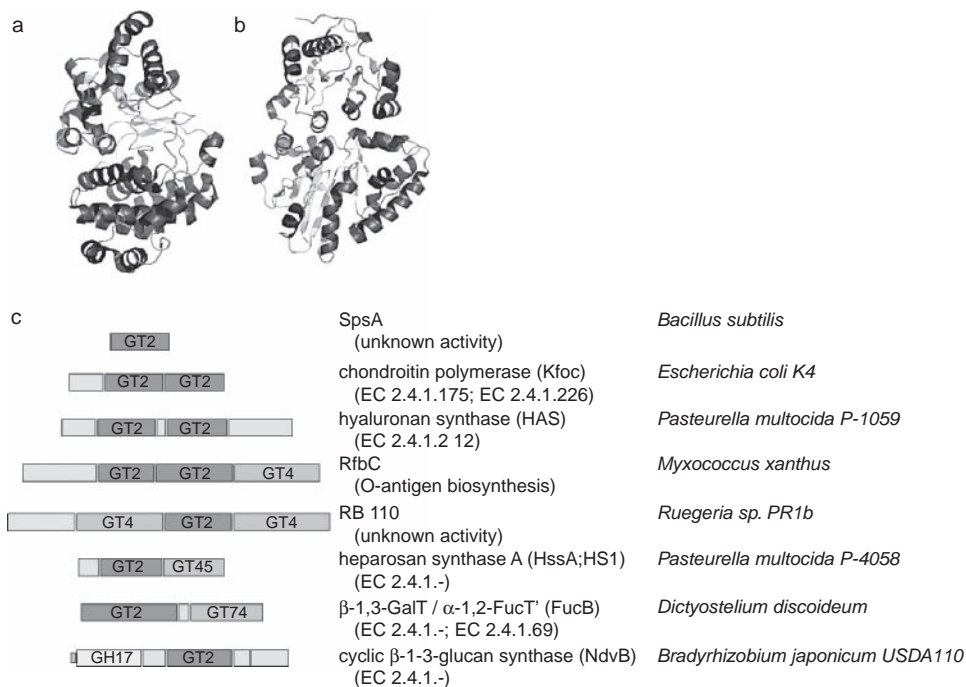 a
b
c
GT2
SpsA
Bacillus subtilis
(unknown activity)
GT2 GT2
chondroitin polymerase (Kfoc)
Escherichia coli K4
(EC 2.4.1.175; EC 2.4.1.226)
GT2 GT2
hyaluronan synthase (HAS)
Pasteurella multocida P-1059
(EC 2.4.1.2 12)
GT2 GT2 GT4
RfbC
Myxococcus xanthus
(O-antigen biosynthesis)
GT4 GT2 GT4
RB 110
Ruegeria sp. PR1b
(unknown activity)
GT2 GT45
heparosan synthase A (HssA;HS1)
Pasteurella multocida P-4058
(EC 2.4.1.-)
GT2 GT74
β-1,3-GalT / α-1,2-FucT' (FucB)
Dictyostelium discoideum
(EC 2.4.1.-; EC 2.4.1.69)
GH17 GT2
cyclic β-1-3-glucan synthase (NdvB)
Bradyrhizobium japonicum USDA110
(EC 2.4.1.-)